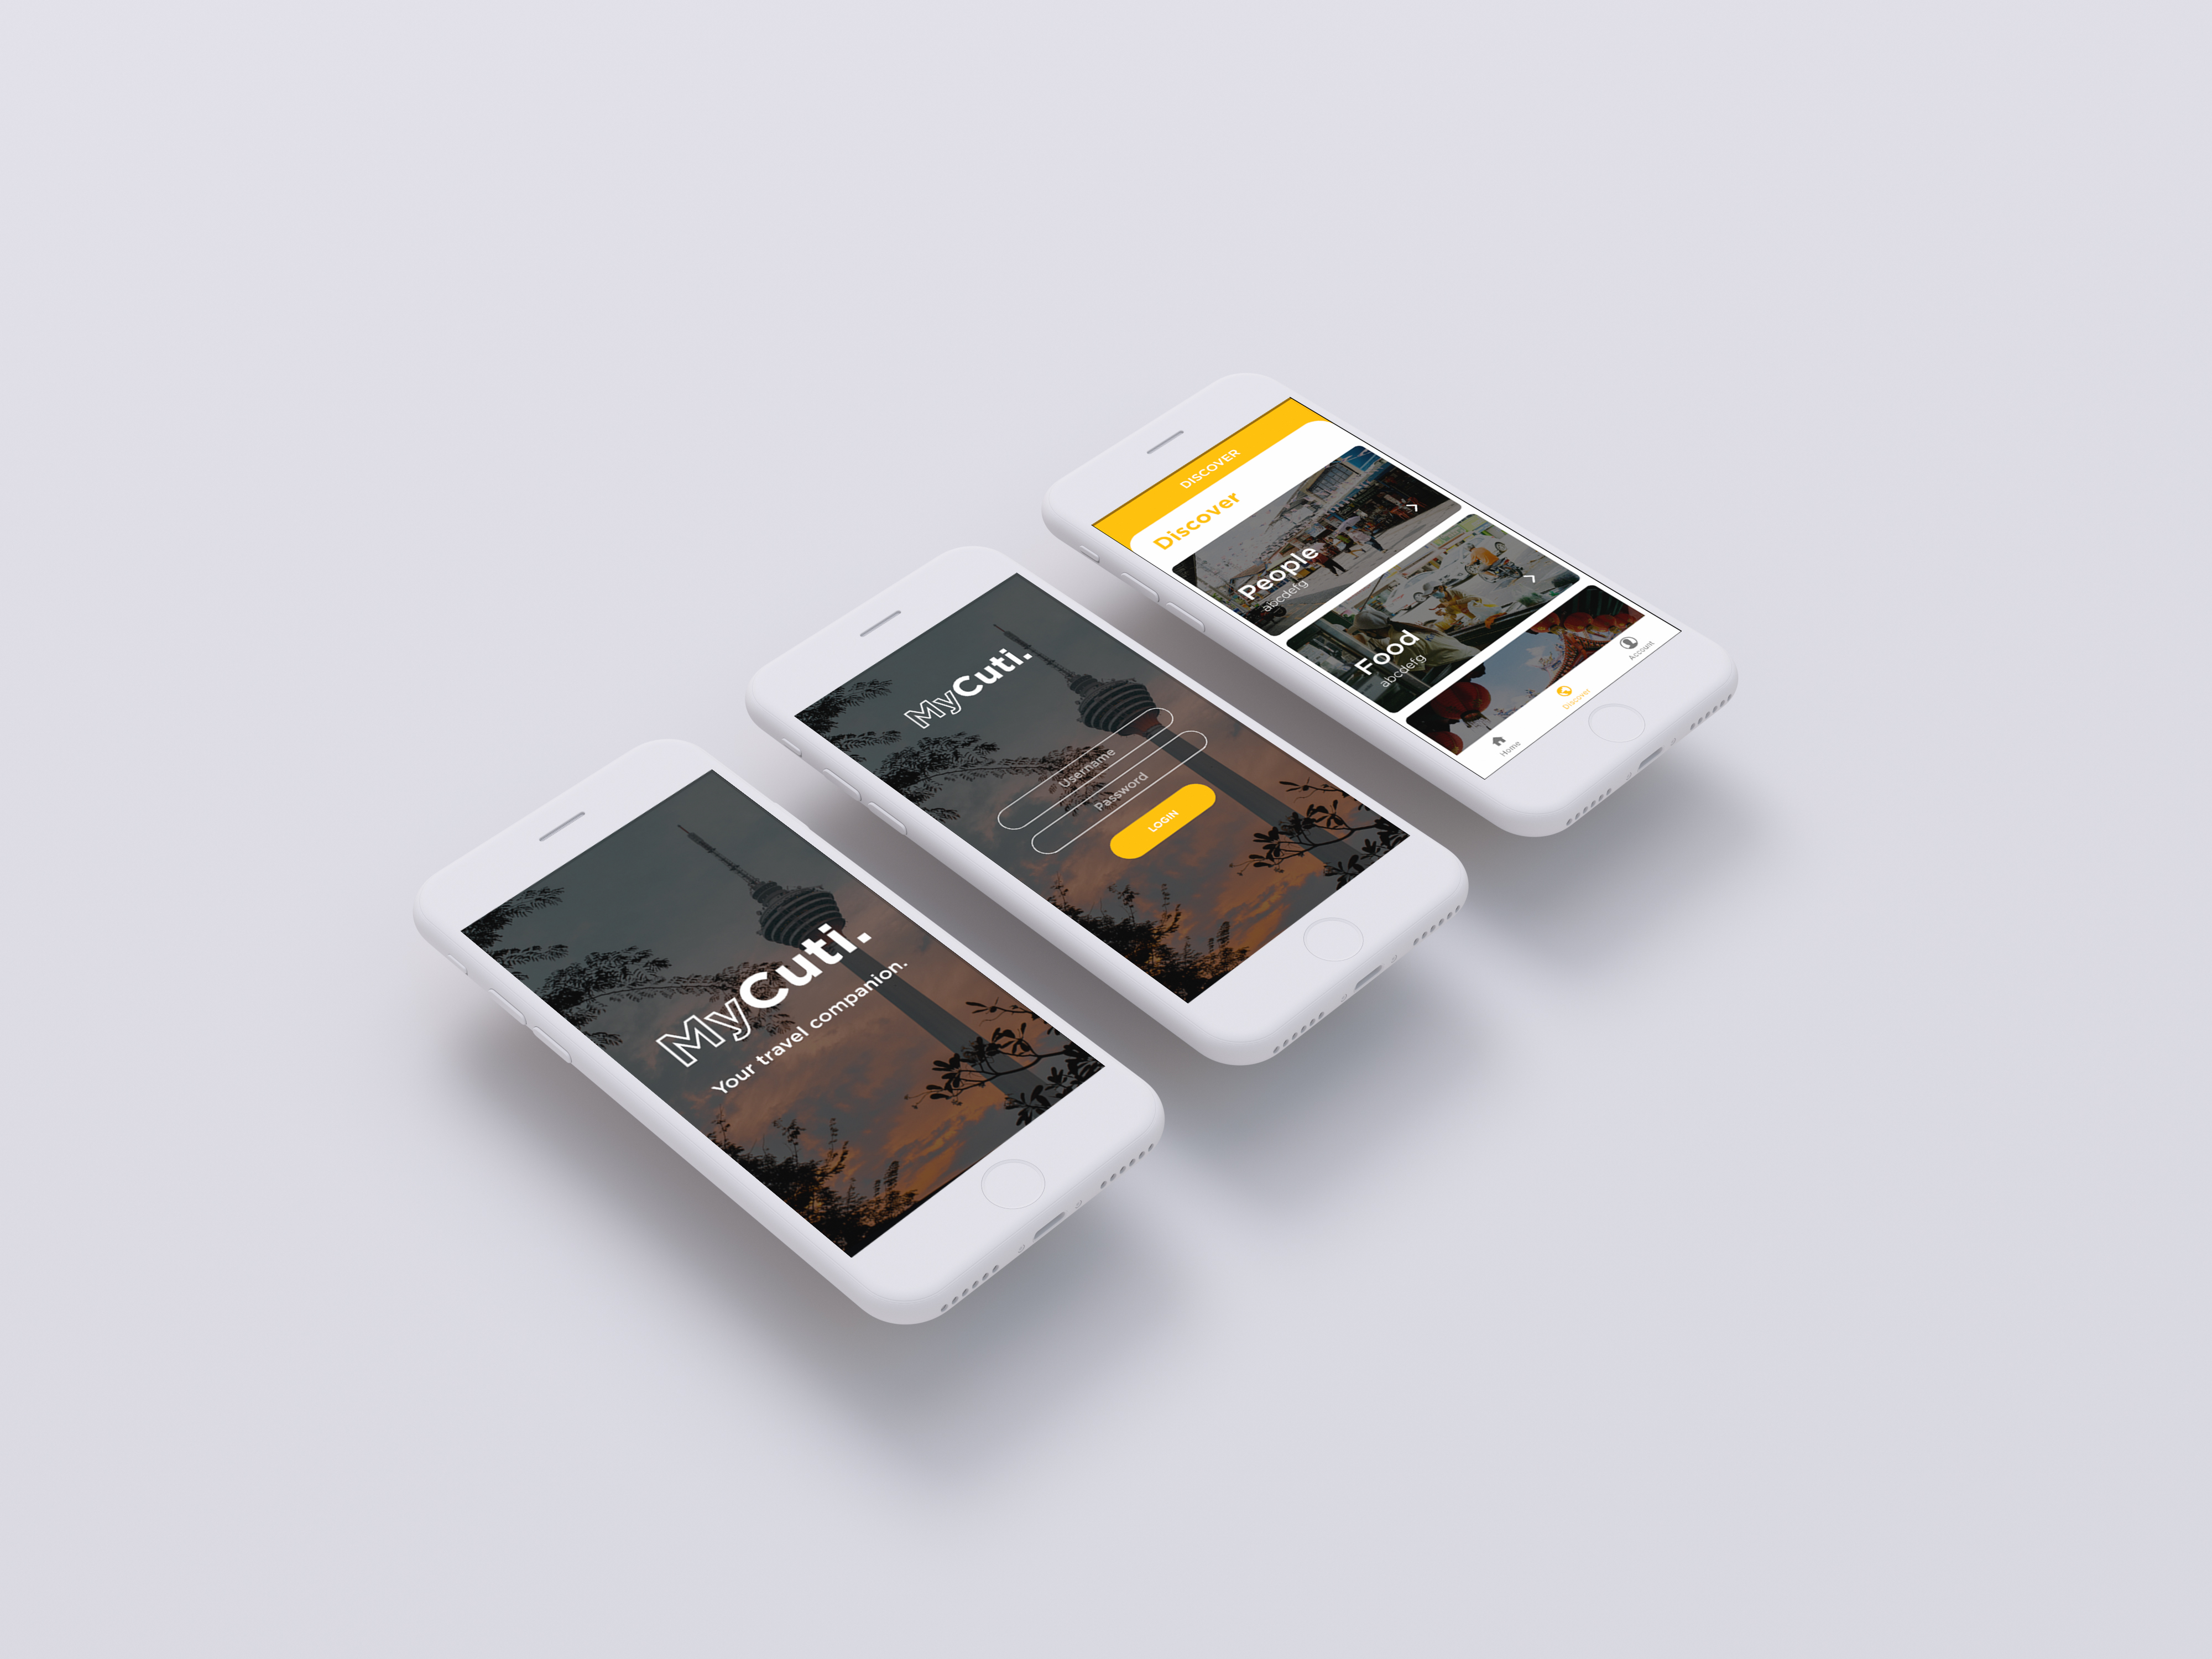 MyCuti.
Your travel companion.
MyCuti.
Username
Password
LOGIN
DISCOVER
Discover
People
abcdefg
Food
abcdefg
Home
Discover
Account